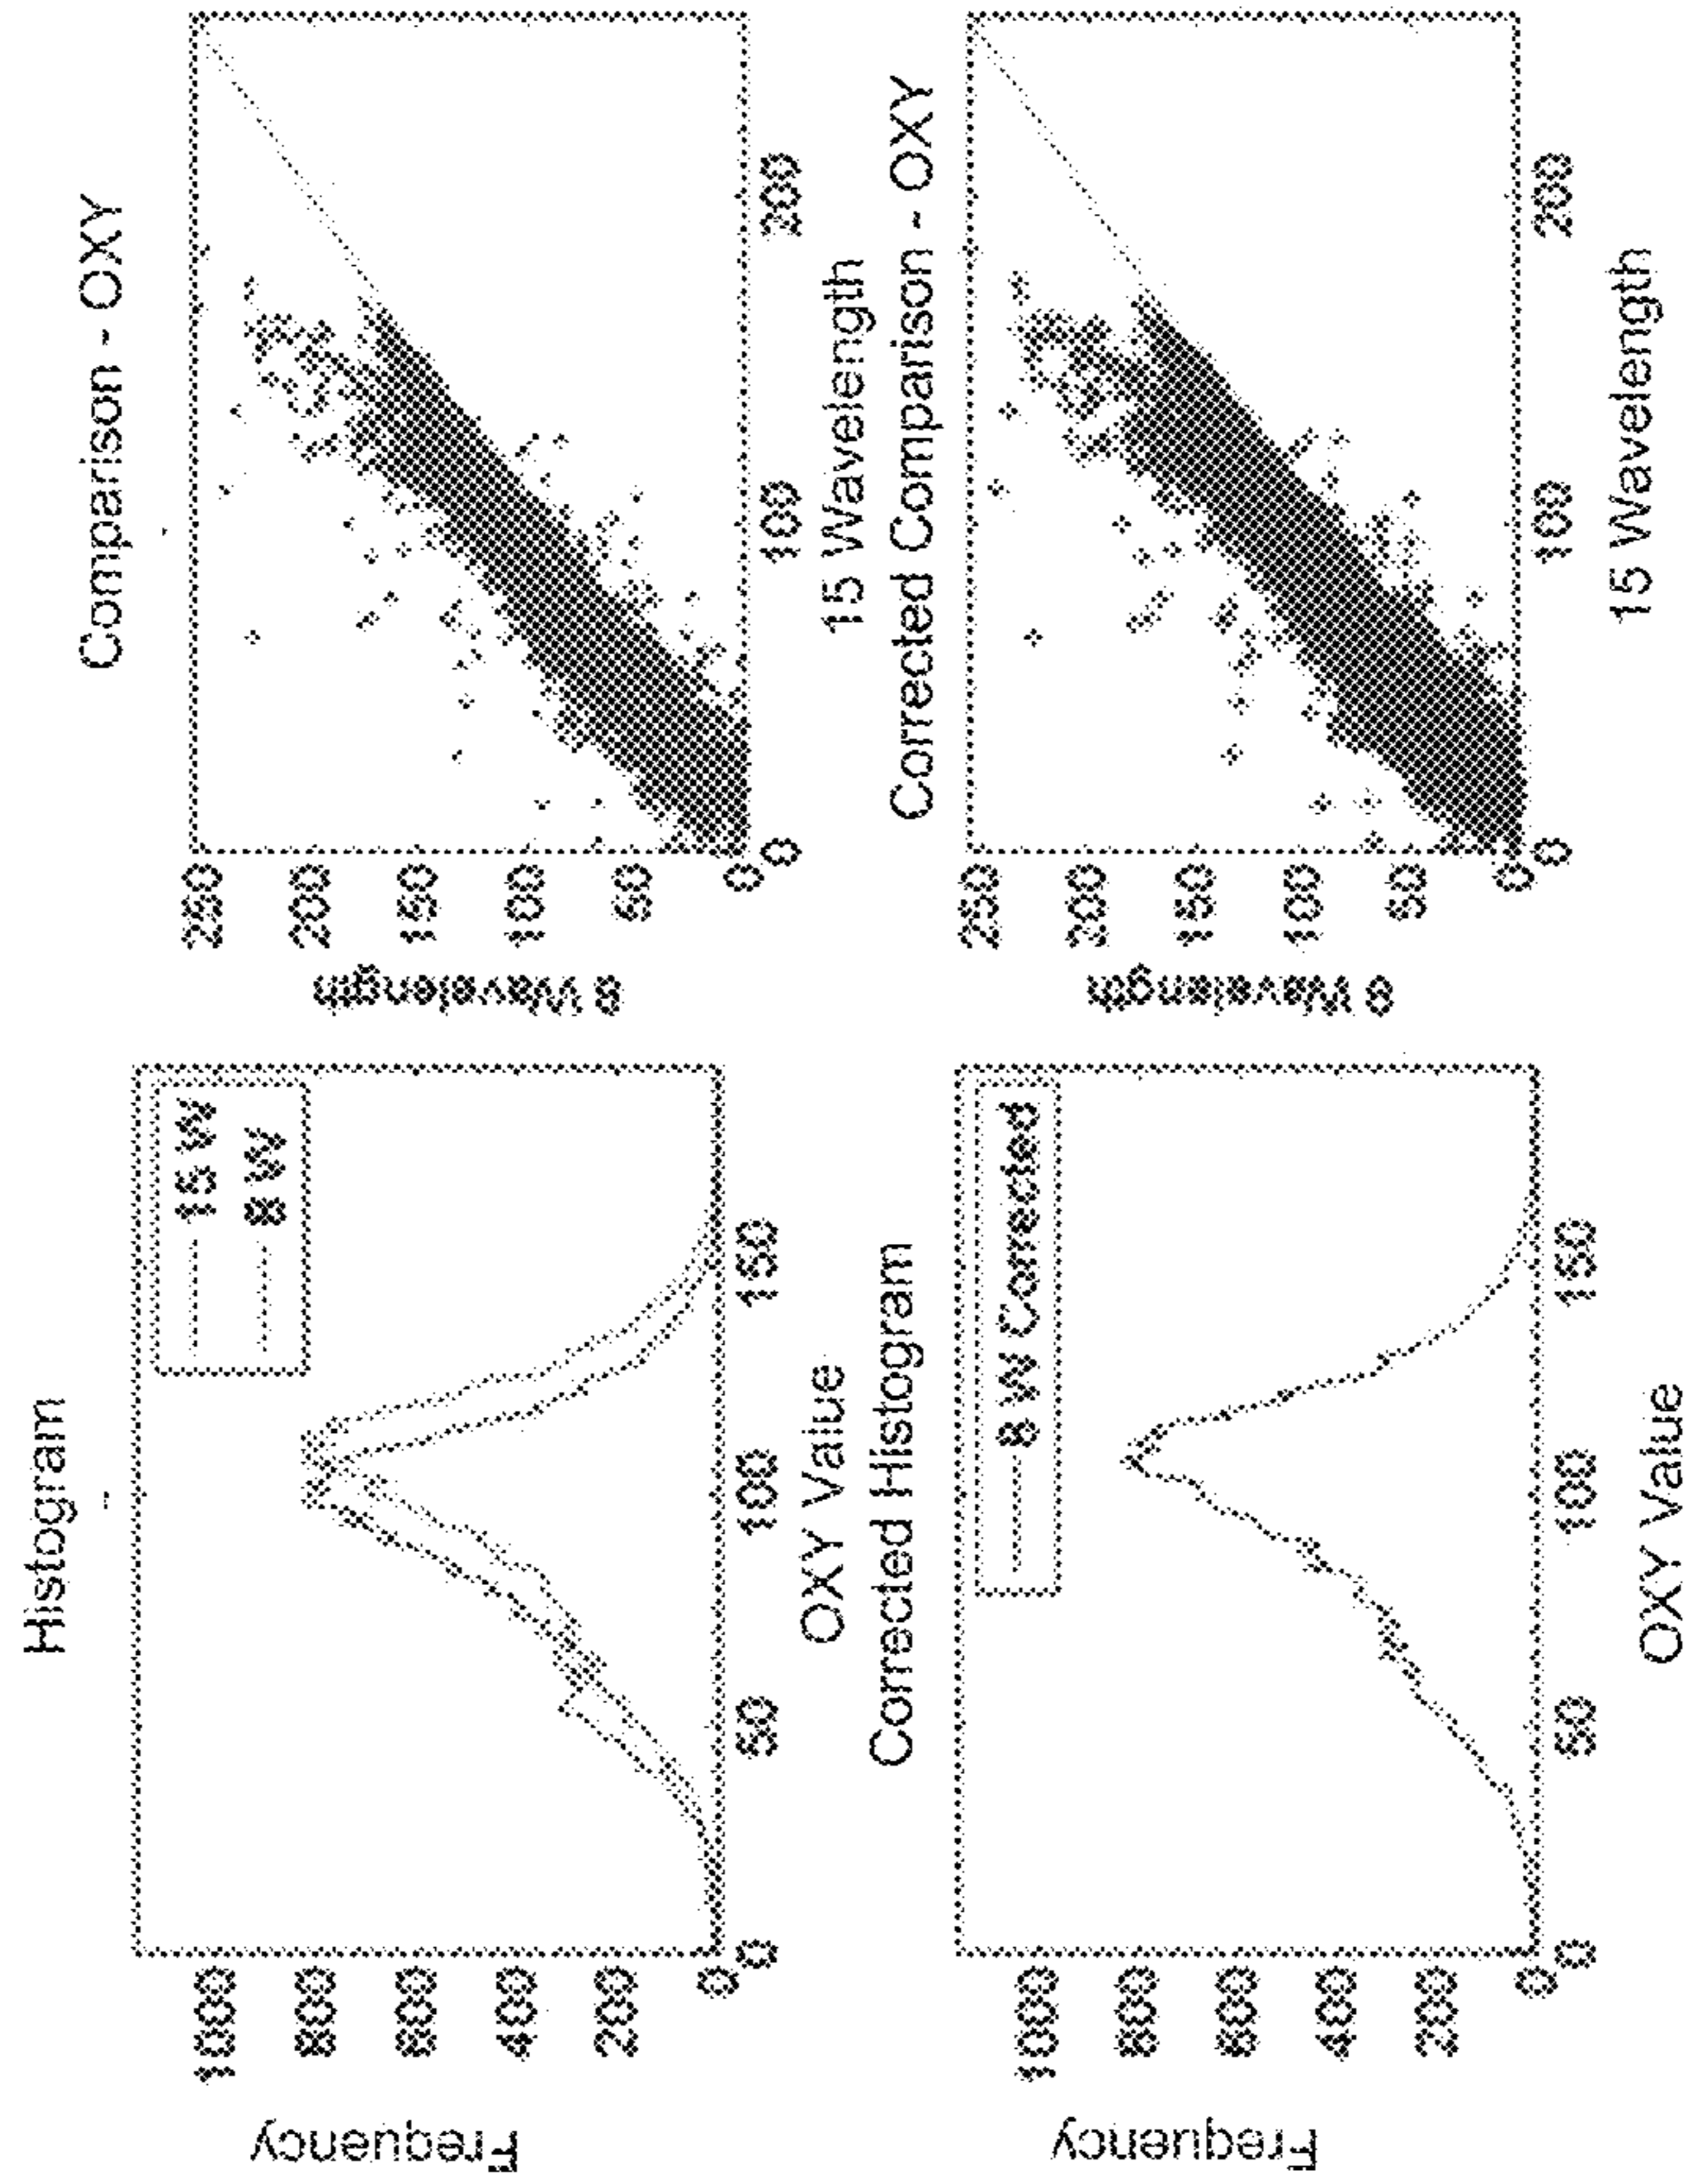 Histogram
Frequency
1000
800
600
400
200
0
15 W
8 W
0
50
100
150
OXY Value
Comparison - OXY
8 Wavelength
250
200
150
100
50
0
0
100
200
15 Wavelength
Corrected Histogram
Frequency
1000
800
600
400
200
0
8 W Corrected
0
50
100
150
OXY Value
Corrected Comparison - OXY
Wavelength
250
200
150
100
50
0
0
100
200
15 Wavelength